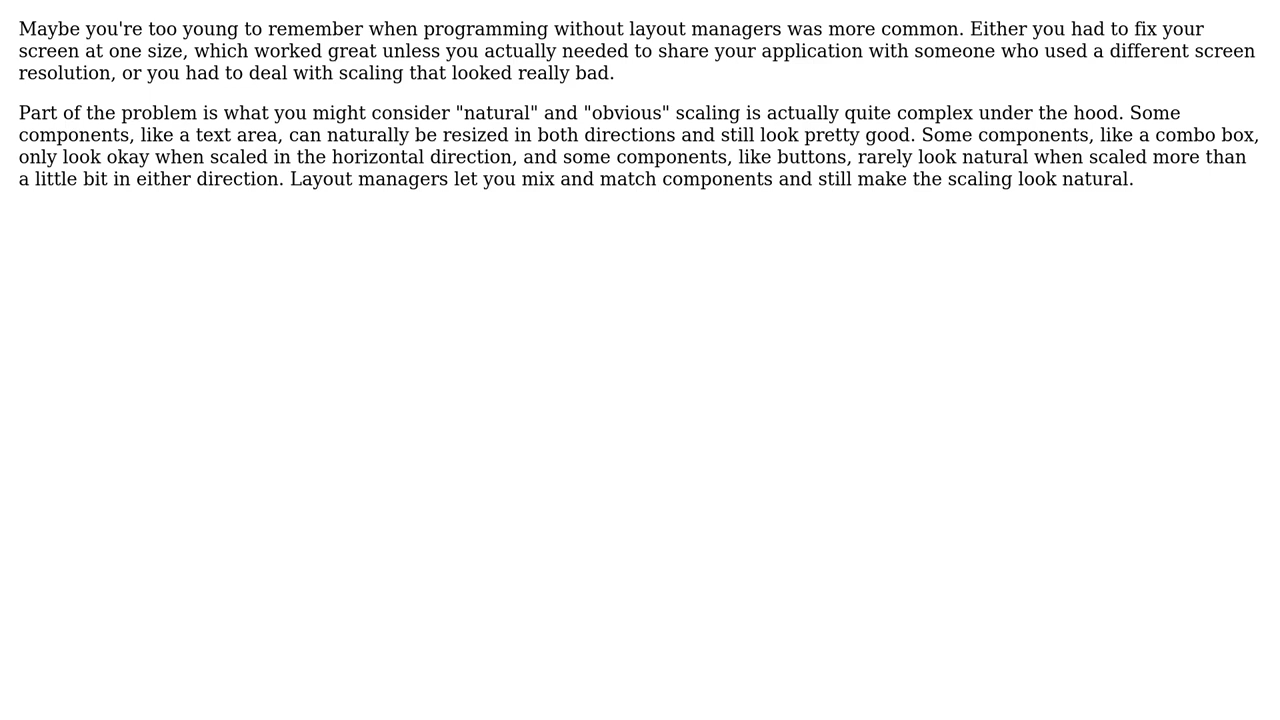 Maybe you're too young to remember when programming without layout managers was more common. Either you had to fix your
screen at one size, which worked great unless you actually needed to share your application with someone who used a different screen
resolution, or you had to deal with scaling that looked really bad.
Part of the problem is what you might consider "natural" and "obvious" scaling is actually quite complex under the hood. Some
components, like a text area, can naturally be resized in both directions and still look pretty good. Some components, like a combo box,
only look okay when scaled in the horizontal direction, and some components, like buttons, rarely look natural when scaled more than
a little bit in either direction. Layout managers let you mix and match components and still make the scaling look natural.